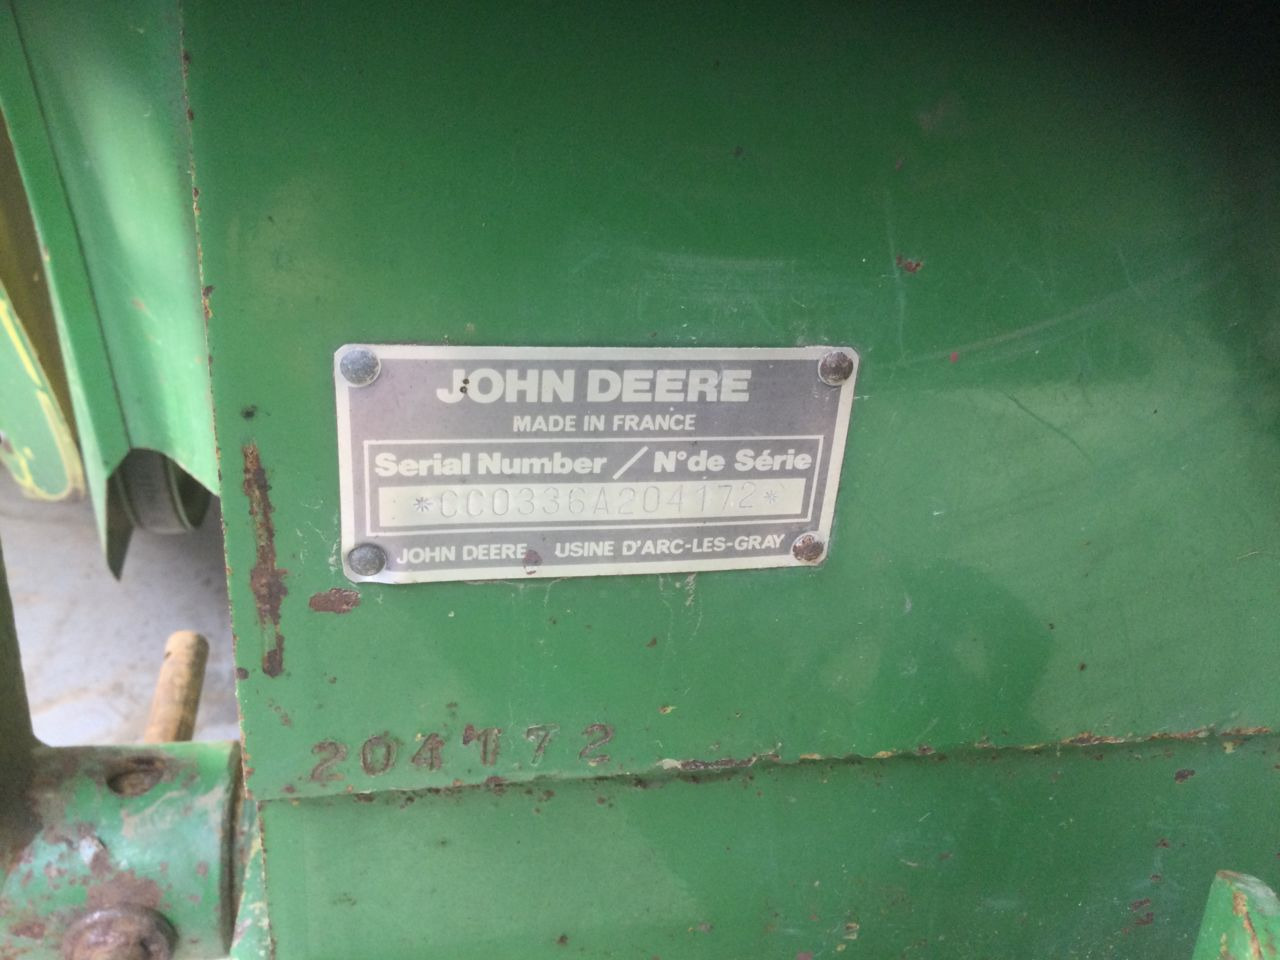 JOHN DEERE
MADE IN FRANCE
Serial Number / N° de Série
*CC0336A204172*
JOHN DEERE USINE D'ARC-LES-GRAY
204172